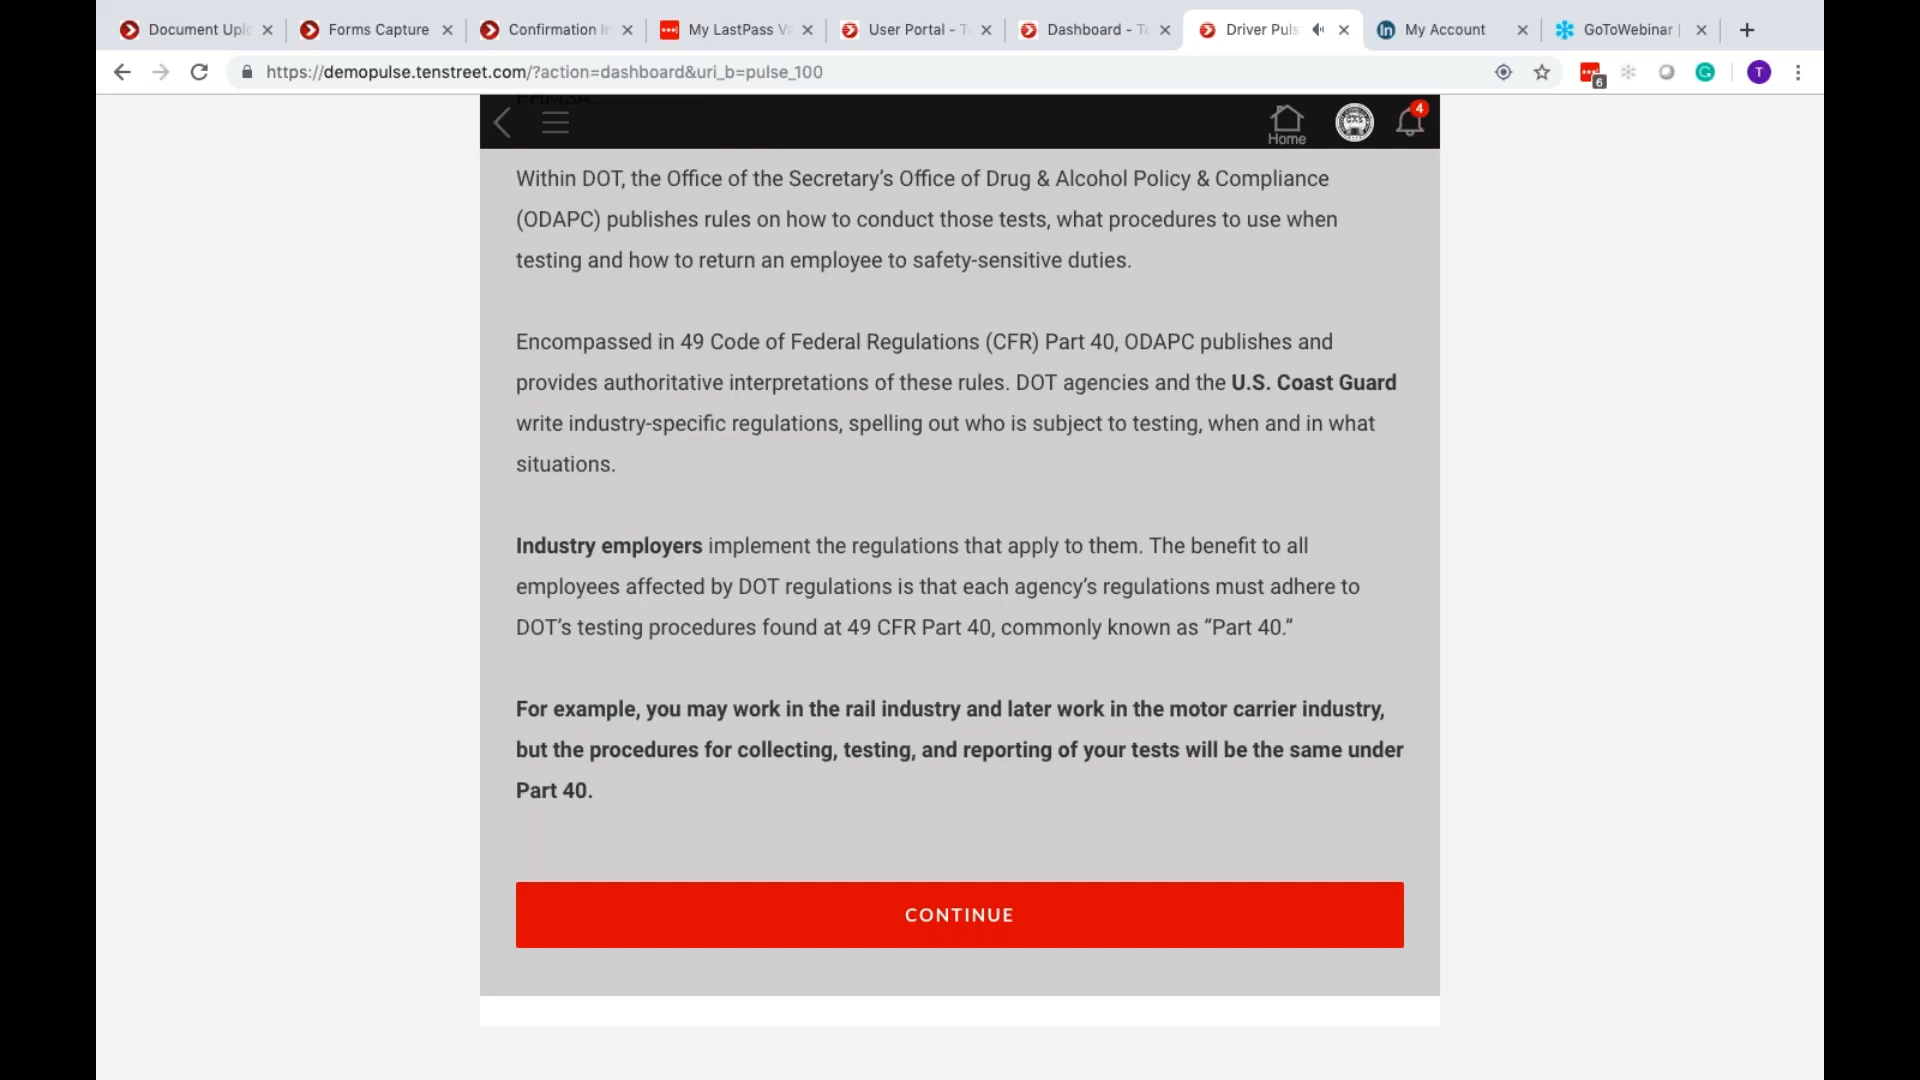 Document Uplo
Forms Capture
Confirmation In
My LastPass Va
User Portal - T
Dashboard - Te
Driver Puls
My Account
GoToWebinar
https://demopulse.tenstreet.com/?action=dashboard&uri_b=pulse_100
6
T
Home
4
Within DOT, the Office of the Secretary’s Office of Drug & Alcohol Policy & Compliance
(ODAPC) publishes rules on how to conduct those tests, what procedures to use when
testing and how to return an employee to safety-sensitive duties.
Encompassed in 49 Code of Federal Regulations (CFR) Part 40, ODAPC publishes and
provides authoritative interpretations of these rules. DOT agencies and the U.S. Coast Guard
write industry-specific regulations, spelling out who is subject to testing, when and in what
situations.
Industry employers implement the regulations that apply to them. The benefit to all
employees affected by DOT regulations is that each agency’s regulations must adhere to
DOT’s testing procedures found at 49 CFR Part 40, commonly known as “Part 40.”
For example, you may work in the rail industry and later work in the motor carrier industry,
but the procedures for collecting, testing, and reporting of your tests will be the same under
Part 40.
CONTINUE